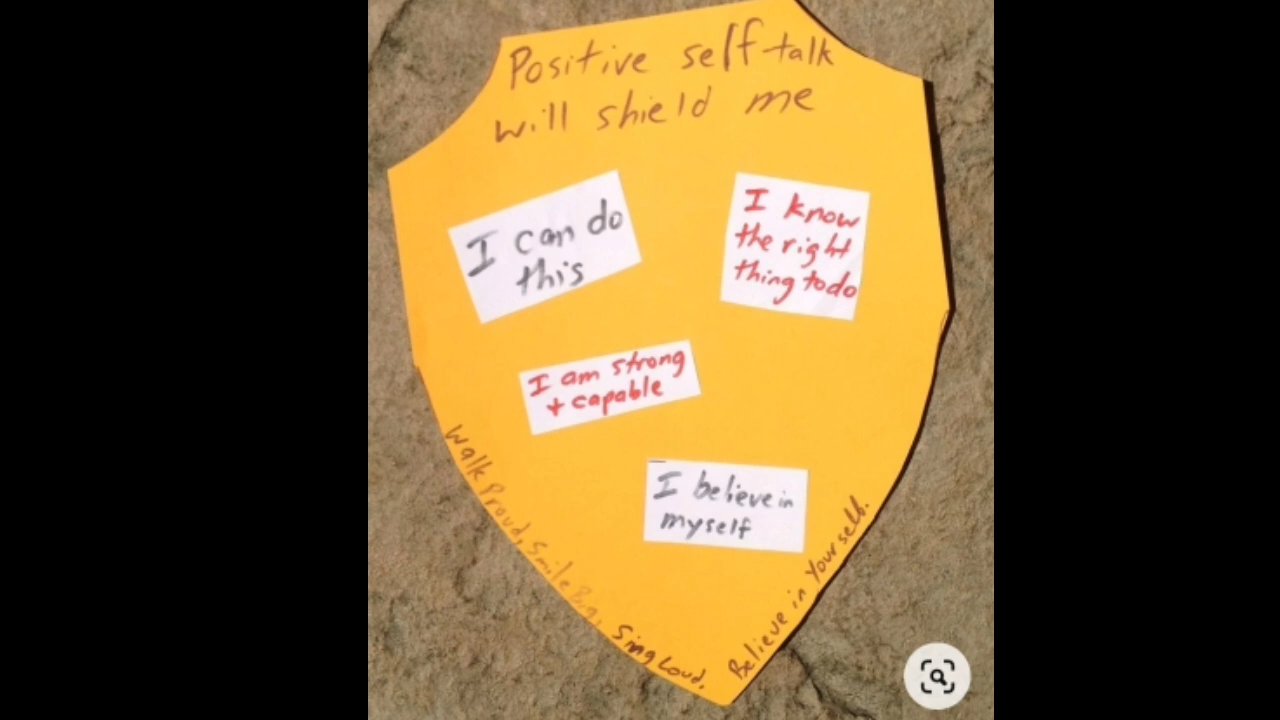 Positive self talk
will shield me
I can do
this
I know
the right
thing to do
I am strong
+ capable
I believe in
myself
Walk Proud, Smile Big, Sing Loud.
Believe in Yourself.